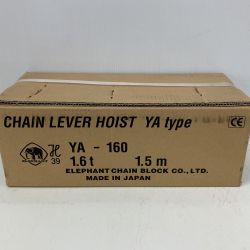 CHAIN LEVER HOIST YA type
39
YA - 160
1.6 t 1.5 m
ELEPHANT CHAIN BLOCK CO., LTD.
MADE IN JAPAN